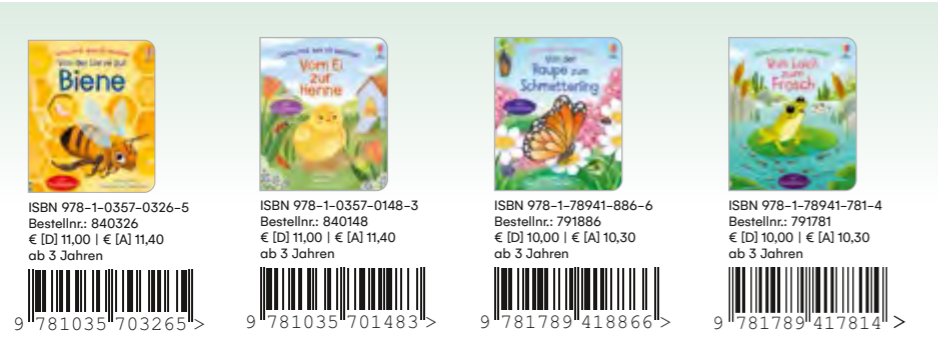 Von der Larve zur
Biene
ISBN 978-1-0357-0326-5
Bestellnr.: 840326
€ [D] 11,00 | € [A] 11,40
ab 3 Jahren
9 781035 703265 >
Vom Ei
zur
Henne
ISBN 978-1-0357-0148-3
Bestellnr.: 840148
€ [D] 11,00 | € [A] 11,40
ab 3 Jahren
9 781035 701483 >
Von der
Raupe zum
Schmetterling
ISBN 978-1-78941-886-6
Bestellnr.: 791886
€ [D] 10,00 | € [A] 10,30
ab 3 Jahren
9 781789 418866 >
Vom Laich
zum
Frosch
ISBN 978-1-78941-781-4
Bestellnr.: 791781
€ [D] 10,00 | € [A] 10,30
ab 3 Jahren
9 781789 417814 >